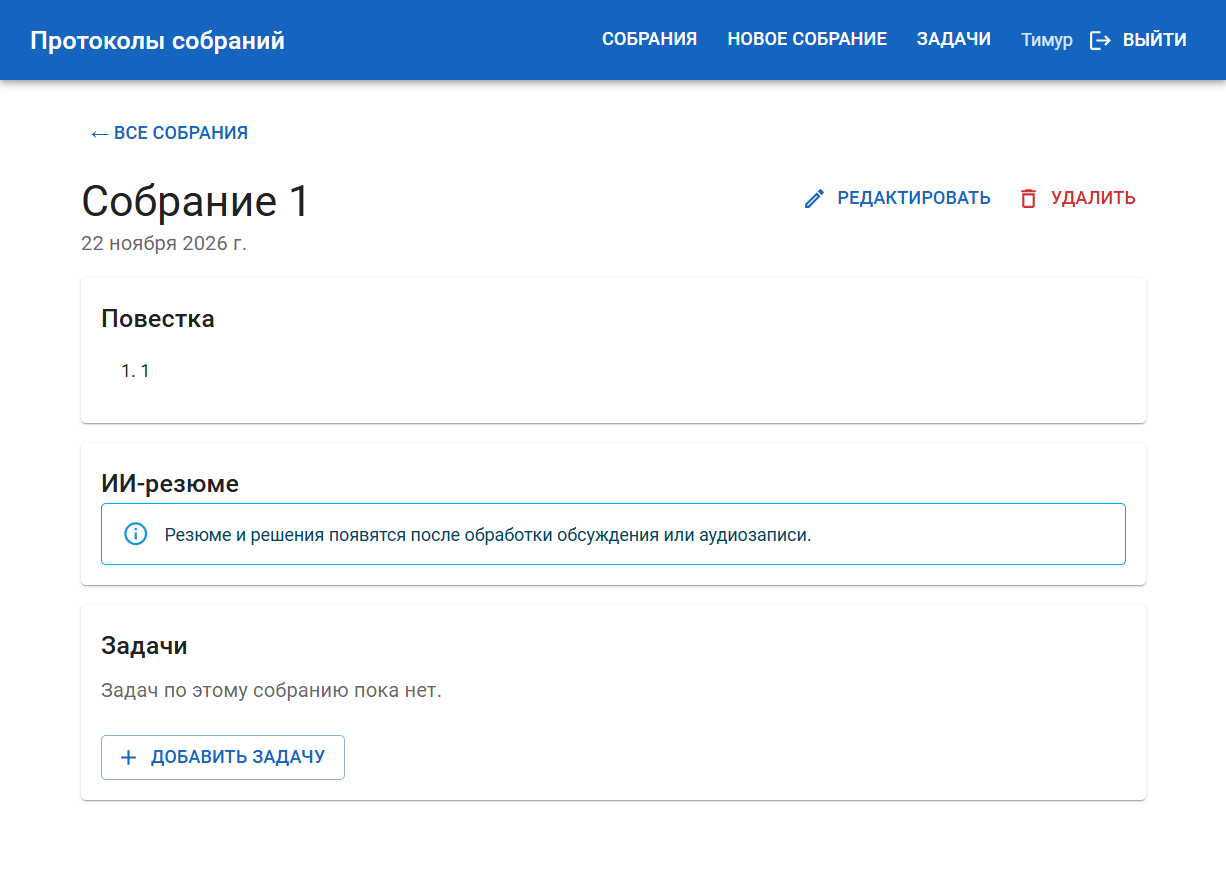 Протоколы собраний
СОБРАНИЯ НОВОЕ СОБРАНИЕ ЗАДАЧИ Тимур ВЫЙТИ
← ВСЕ СОБРАНИЯ
Собрание 1
РЕДАКТИРОВАТЬ УДАЛИТЬ
22 ноября 2026 г.
Повестка
1. 1
ИИ-резюме
Резюме и решения появятся после обработки обсуждения или аудиозаписи.
Задачи
Задач по этому собранию пока нет.
+ ДОБАВИТЬ ЗАДАЧУ